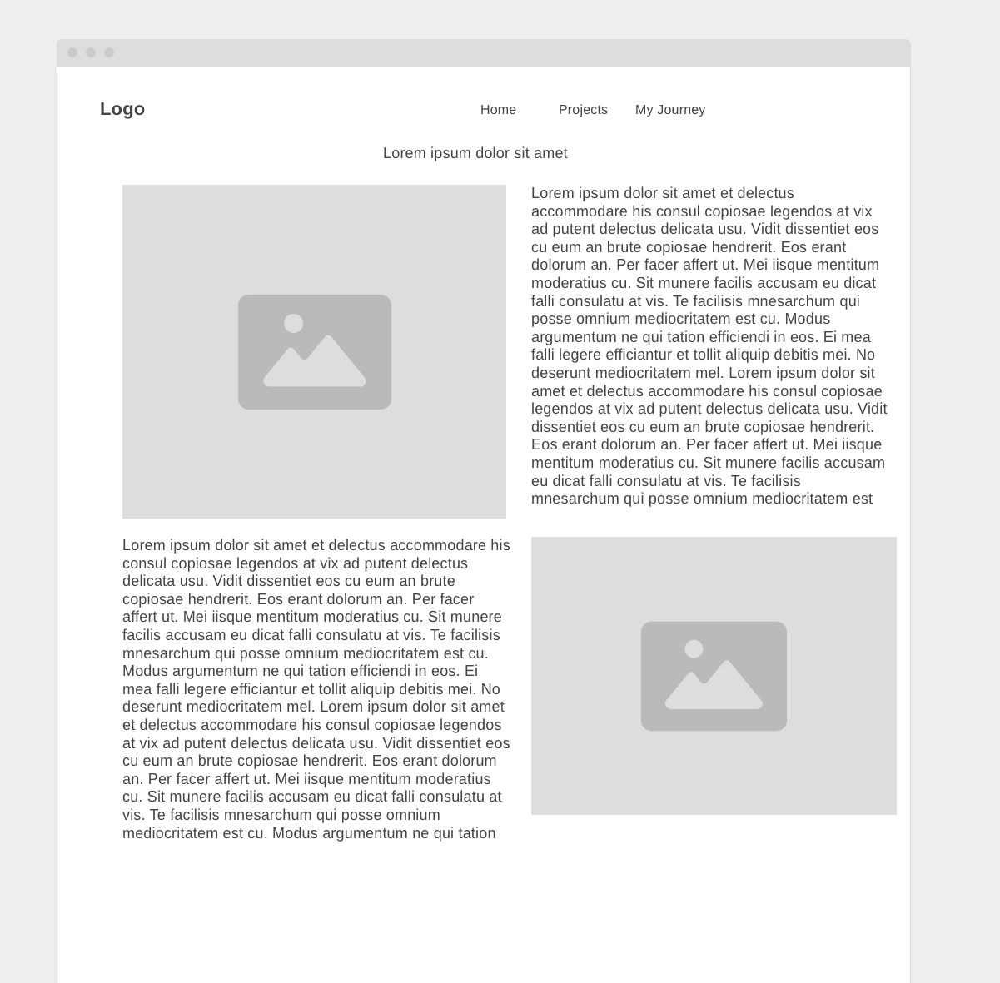 Logo
Home Projects My Journey
Lorem ipsum dolor sit amet
Lorem ipsum dolor sit amet et delectus
accommodare his consul copiosae legendos at vix
ad putent delectus delicata usu. Vidit dissentiet eos
cu eum an brute copiosae hendrerit. Eos erant
dolorum an. Per facer affert ut. Mei iisque mentitum
moderatius cu. Sit munere facilis accusam eu dicat
falli consulatu at vis. Te facilisis mnesarchum qui
posse omnium mediocritatem est cu. Modus
argumentum ne qui tation efficiendi in eos. Ei mea
falli legere efficiantur et tollit aliquip debitis mei. No
deserunt mediocritatem mel. Lorem ipsum dolor sit
amet et delectus accommodare his consul copiosae
legendos at vix ad putent delectus delicata usu. Vidit
dissentiet eos cu eum an brute copiosae hendrerit.
Eos erant dolorum an. Per facer affert ut. Mei iisque
mentitum moderatius cu. Sit munere facilis accusam
eu dicat falli consulatu at vis. Te facilisis
mnesarchum qui posse omnium mediocritatem est
Lorem ipsum dolor sit amet et delectus accommodare his
consul copiosae legendos at vix ad putent delectus
delicata usu. Vidit dissentiet eos cu eum an brute
copiosae hendrerit. Eos erant dolorum an. Per facer
affert ut. Mei iisque mentitum moderatius cu. Sit munere
facilis accusam eu dicat falli consulatu at vis. Te facilisis
mnesarchum qui posse omnium mediocritatem est cu.
Modus argumentum ne qui tation efficiendi in eos. Ei
mea falli legere efficiantur et tollit aliquip debitis mei. No
deserunt mediocritatem mel. Lorem ipsum dolor sit amet
et delectus accommodare his consul copiosae legendos
at vix ad putent delectus delicata usu. Vidit dissentiet eos
cu eum an brute copiosae hendrerit. Eos erant dolorum
an. Per facer affert ut. Mei iisque mentitum moderatius
cu. Sit munere facilis accusam eu dicat falli consulatu at
vis. Te facilisis mnesarchum qui posse omnium
mediocritatem est cu. Modus argumentum ne qui tation